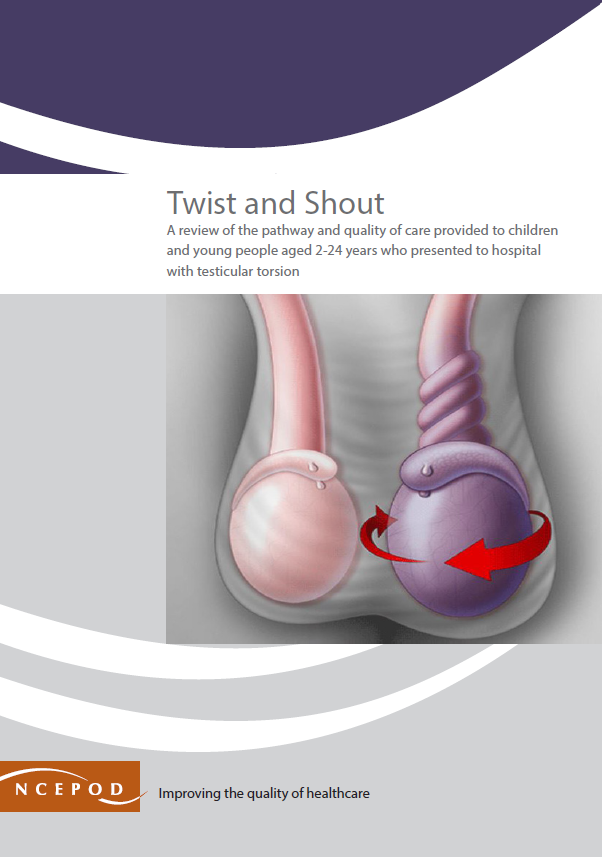 Twist and Shout
A review of the pathway and quality of care provided to children
and young people aged 2-24 years who presented to hospital
with testicular torsion
NCEPOD
Improving the quality of healthcare